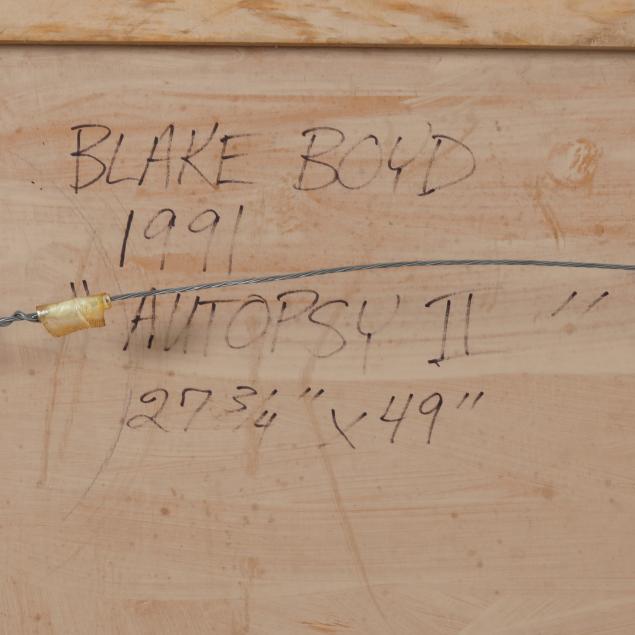 BLAKE BOYD
1991
"AUTOPSY II "
27 3/4" x 49"